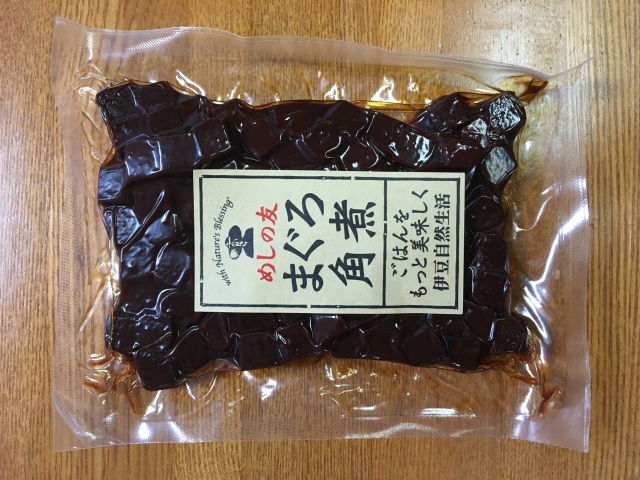 with Nature's Blessing!
めしの友
まぐろ
角煮
ごはんを
もっと美味しく
伊豆自然生活